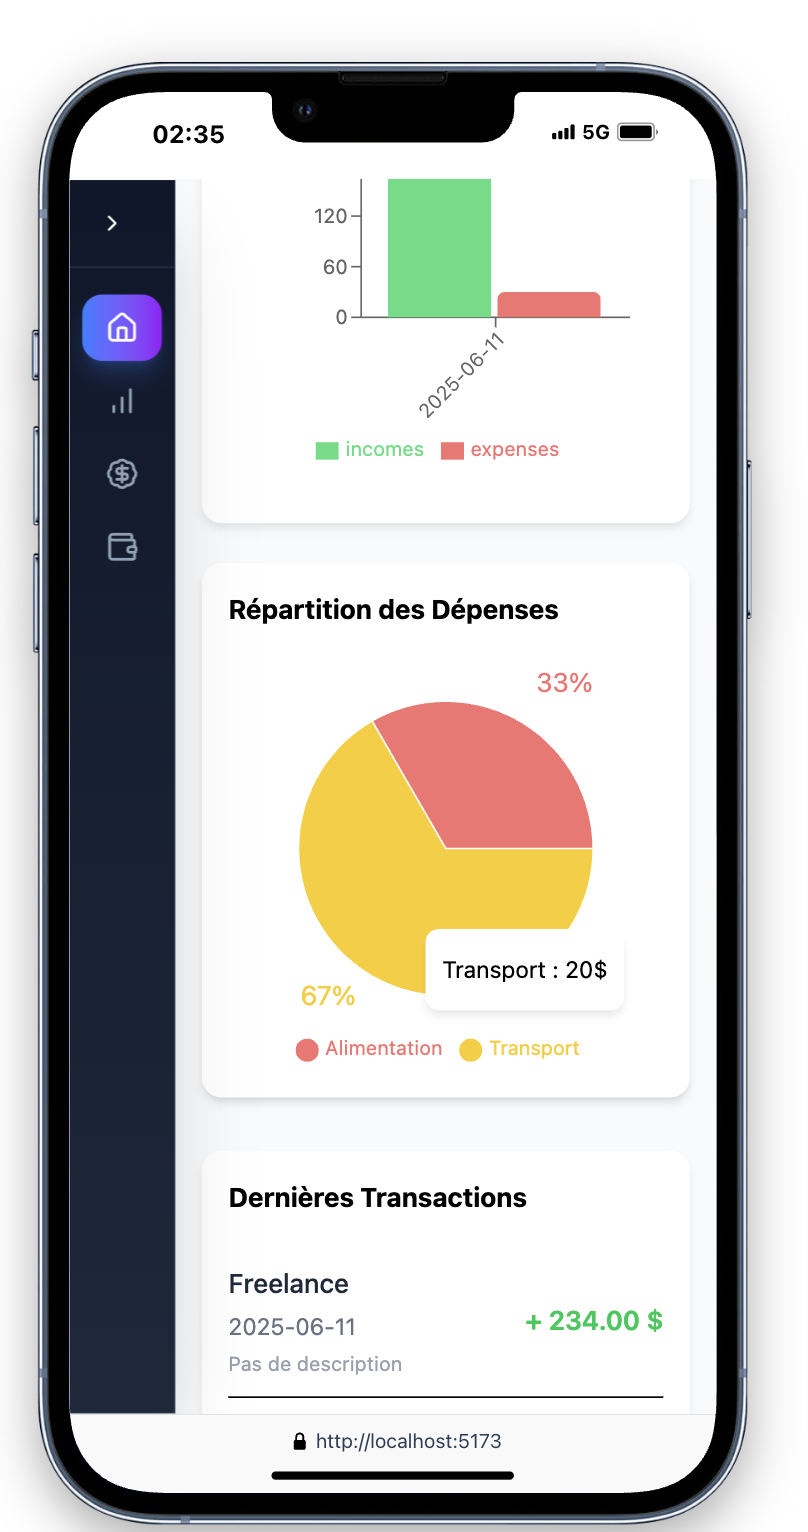 02:35
5G
120
60
0
2025-06-11
incomes expenses
Répartition des Dépenses
33%
Transport : 20$
67%
Alimentation Transport
Dernières Transactions
Freelance
2025-06-11
+ 234.00 $
Pas de description
http://localhost:5173